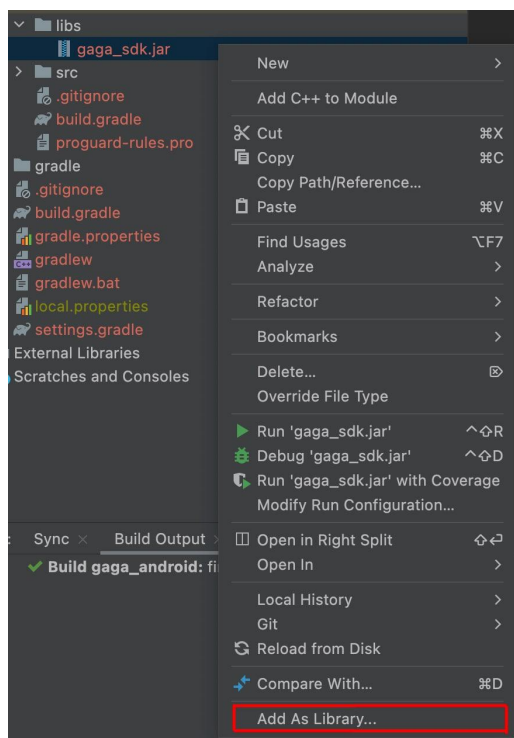 libs
gaga_sdk.jar
src
.gitignore
build.gradle
proguard-rules.pro
gradle
.gitignore
build.gradle
gradle.properties
gradlew
gradlew.bat
local.properties
settings.gradle
External Libraries
Scratches and Consoles
: Sync × Build Output ×
Build gaga_android: fi
New >
Add C++ to Module
Cut ⌘X
Copy ⌘C
Copy Path/Reference...
Paste ⌘V
Find Usages ⌥F7
Analyze >
Refactor >
Bookmarks >
Delete... ⌦
Override File Type
Run 'gaga_sdk.jar' ^⇧R
Debug 'gaga_sdk.jar' ^⇧D
Run 'gaga_sdk.jar' with Coverage
Modify Run Configuration...
Open in Right Split ⇧↩
Open In >
Local History >
Git >
Reload from Disk
Compare With... ⌘D
Add As Library...